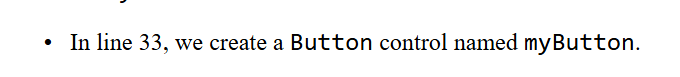 • In line 33, we create a Button control named myButton.